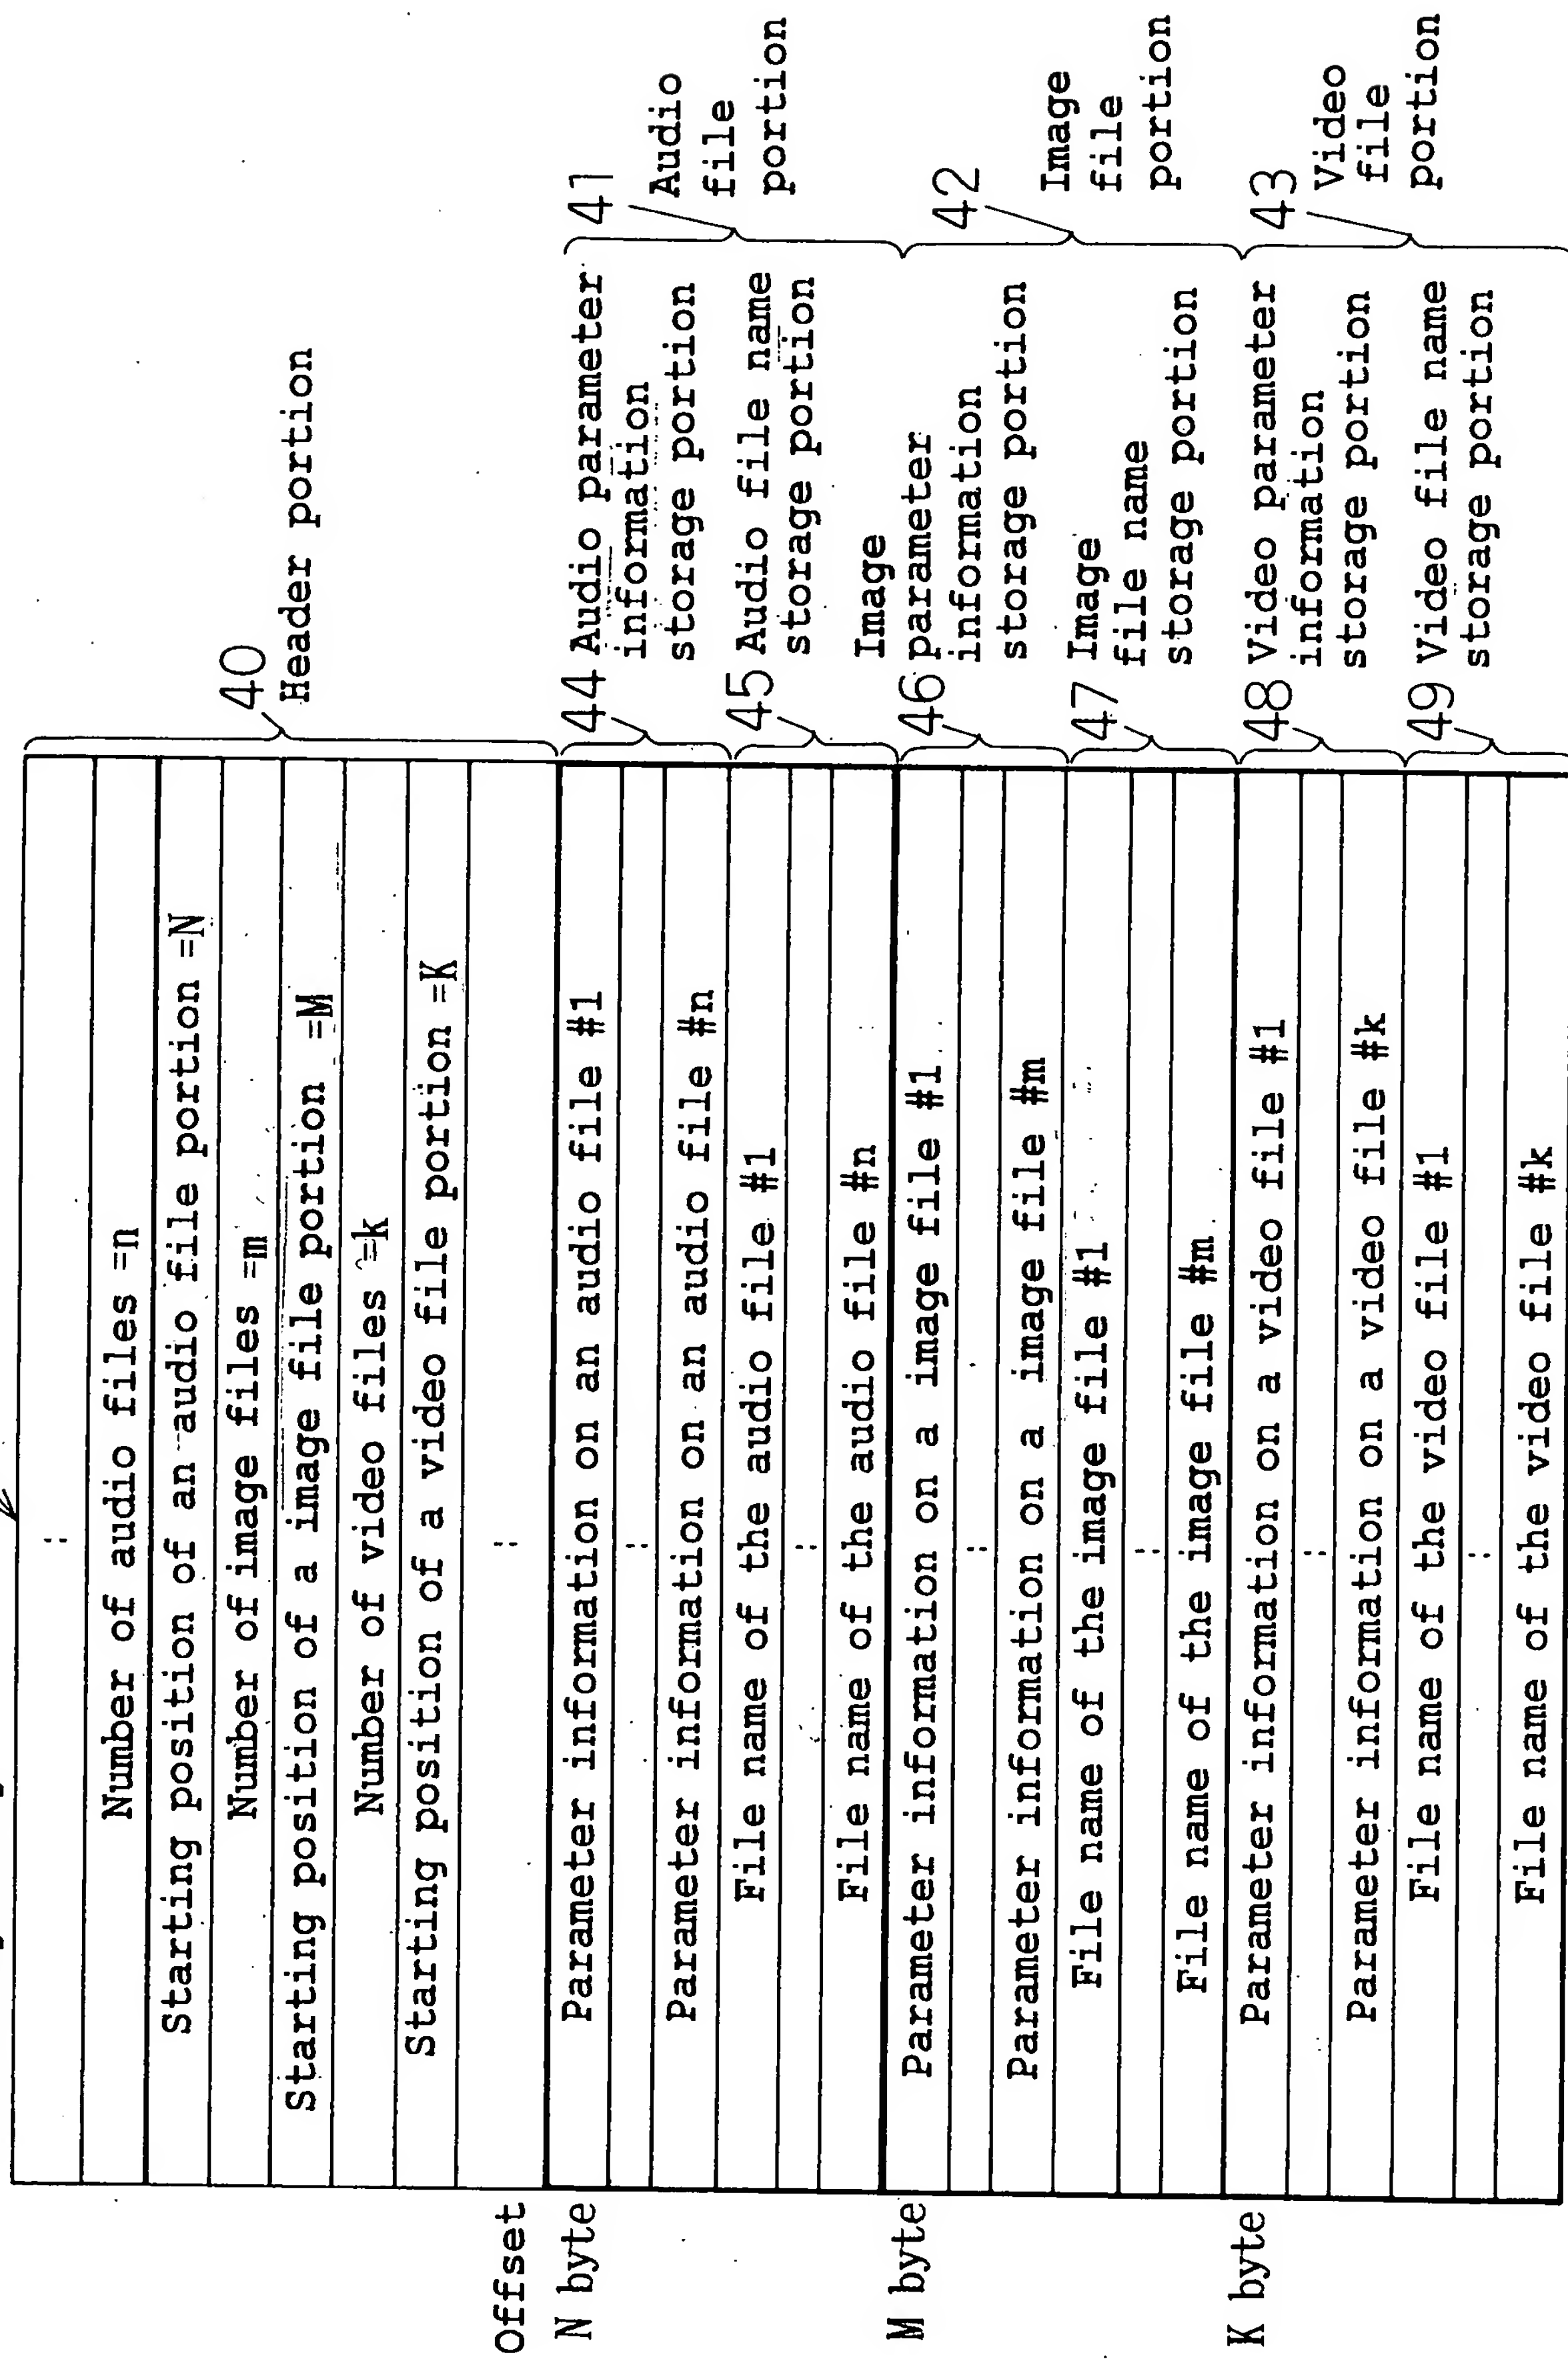 :
Number of audio files =n
Starting position of an audio file portion =N
Number of image files =m
Starting position of a image file portion =M
Number of video files =k
Starting position of a video file portion =K
:
40
Header portion
Offset
N byte
Parameter information on an audio file #1
:
Parameter information on an audio file #n
44 Audio parameter
information
storage portion
File name of the audio file #1
:
File name of the audio file #n
45 Audio file name
storage portion
41
Audio
file
portion
M byte
Parameter information on a image file #1
:
Parameter information on a image file #m
Image
46 parameter
information
storage portion
File name of the image file #1
:
File name of the image file #m
47 Image
file name
storage portion
42
Image
file
portion
K byte
Parameter information on a video file #1
:
Parameter information on a video file #k
48 Video parameter
information
storage portion
File name of the video file #1
:
File name of the video file #k
49 Video file name
storage portion
43
Video
file
portion